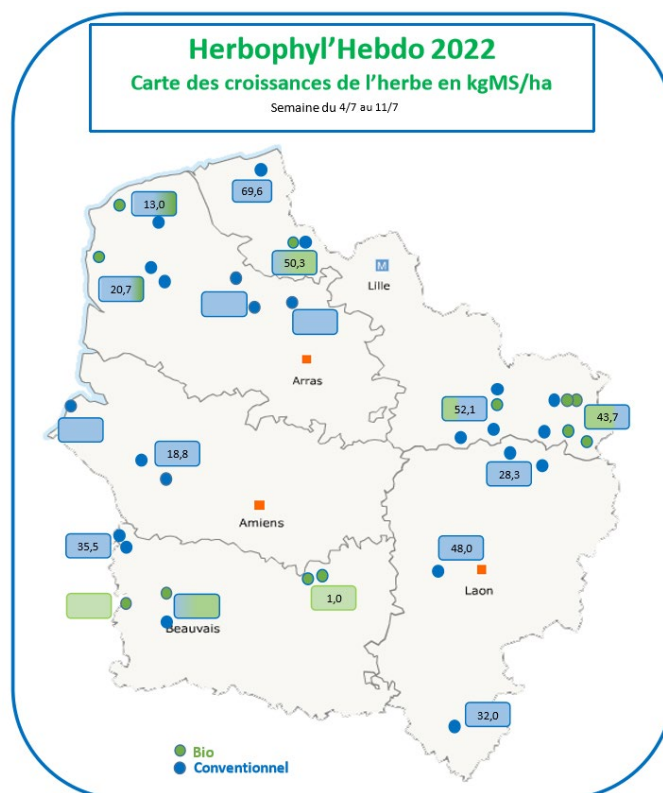 Herbophyl'Hebdo 2022
Carte des croissances de l'herbe en kgMS/ha
Semaine du 4/7 au 11/7
69,6
13,0
50,3
M
Lille
20,7
Arras
52,1
43,7
18,8
28,3
Amiens
35,5
48,0
Laon
1,0
Beauvais
32,0
Bio
Conventionnel